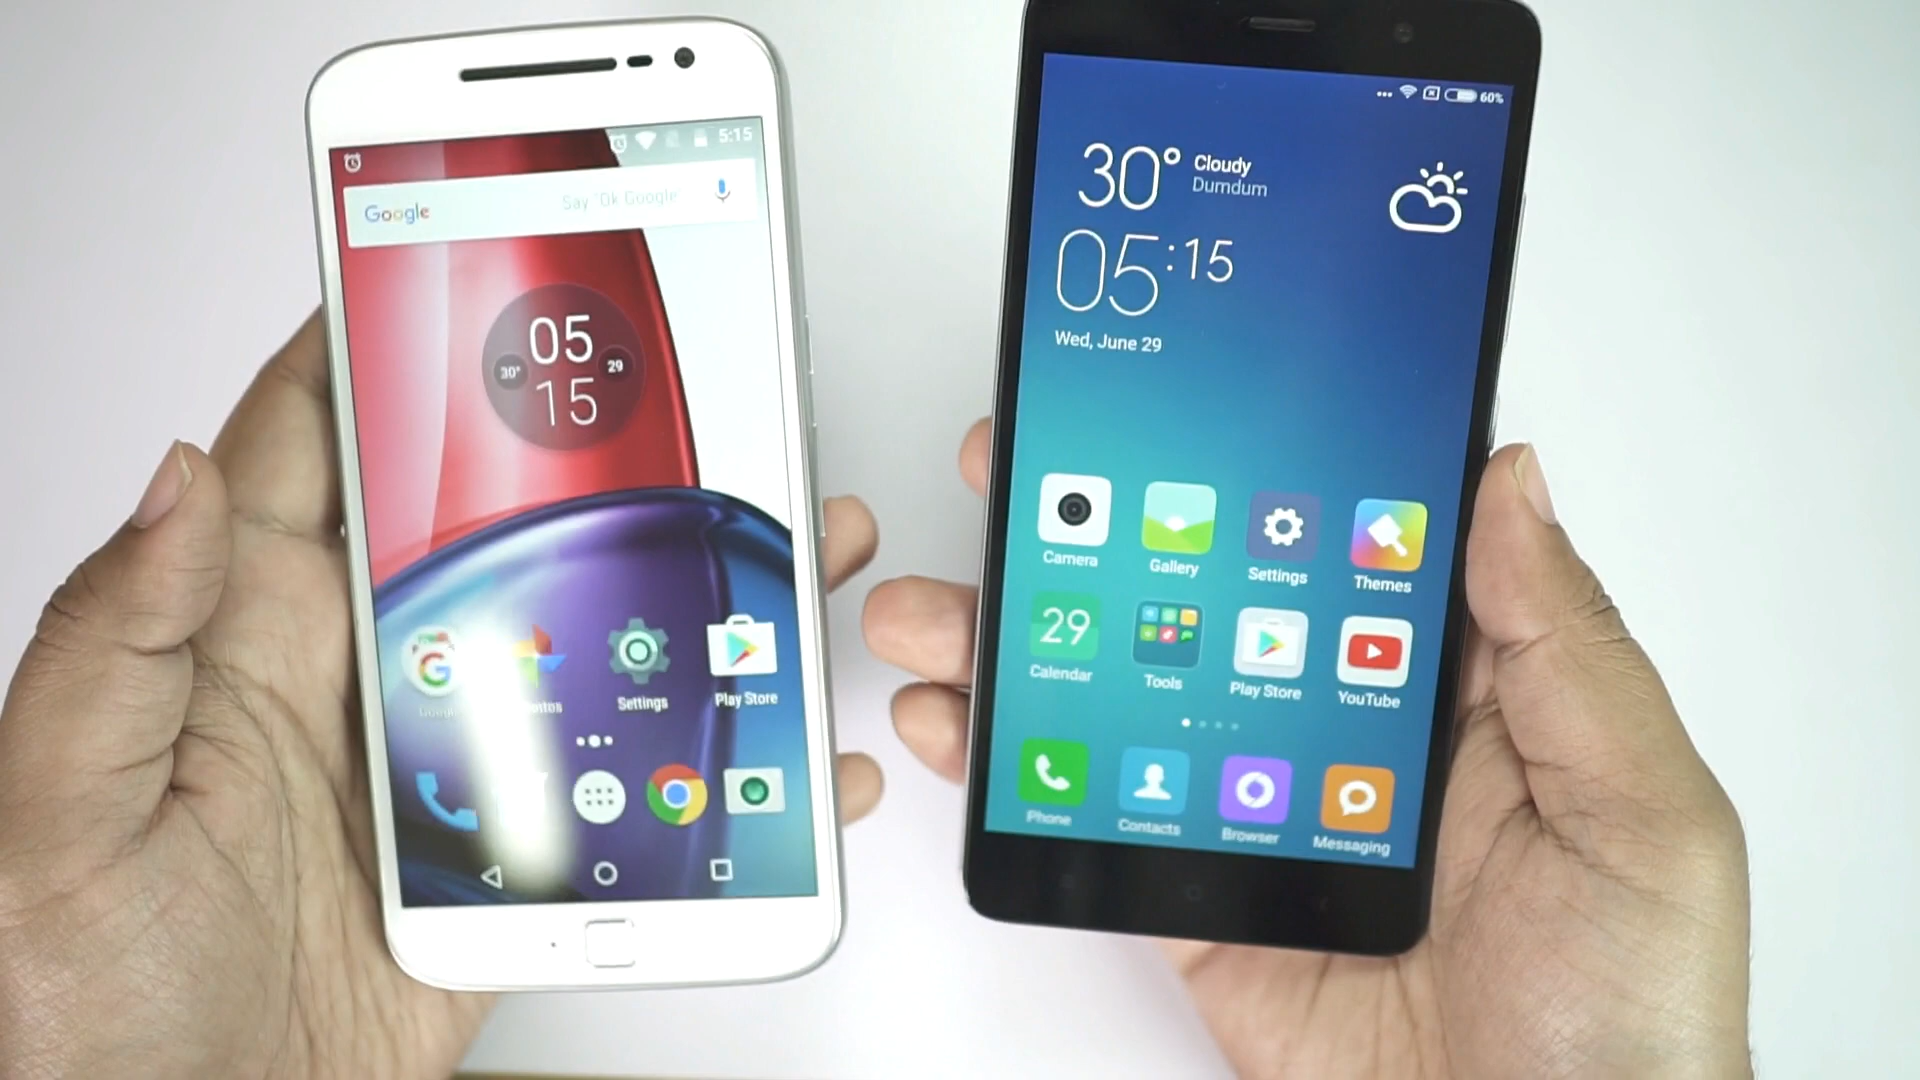 5:15
Google
Say "Ok Google
05
30°
29
15
Settings
Play Store
60%
30°
Cloudy
Dumdum
05:15
Wed, June 29
Camera
Gallery
Settings
Themes
29
Calendar
Tools
Play Store
YouTube
Phone
Contacts
Browser
Messaging